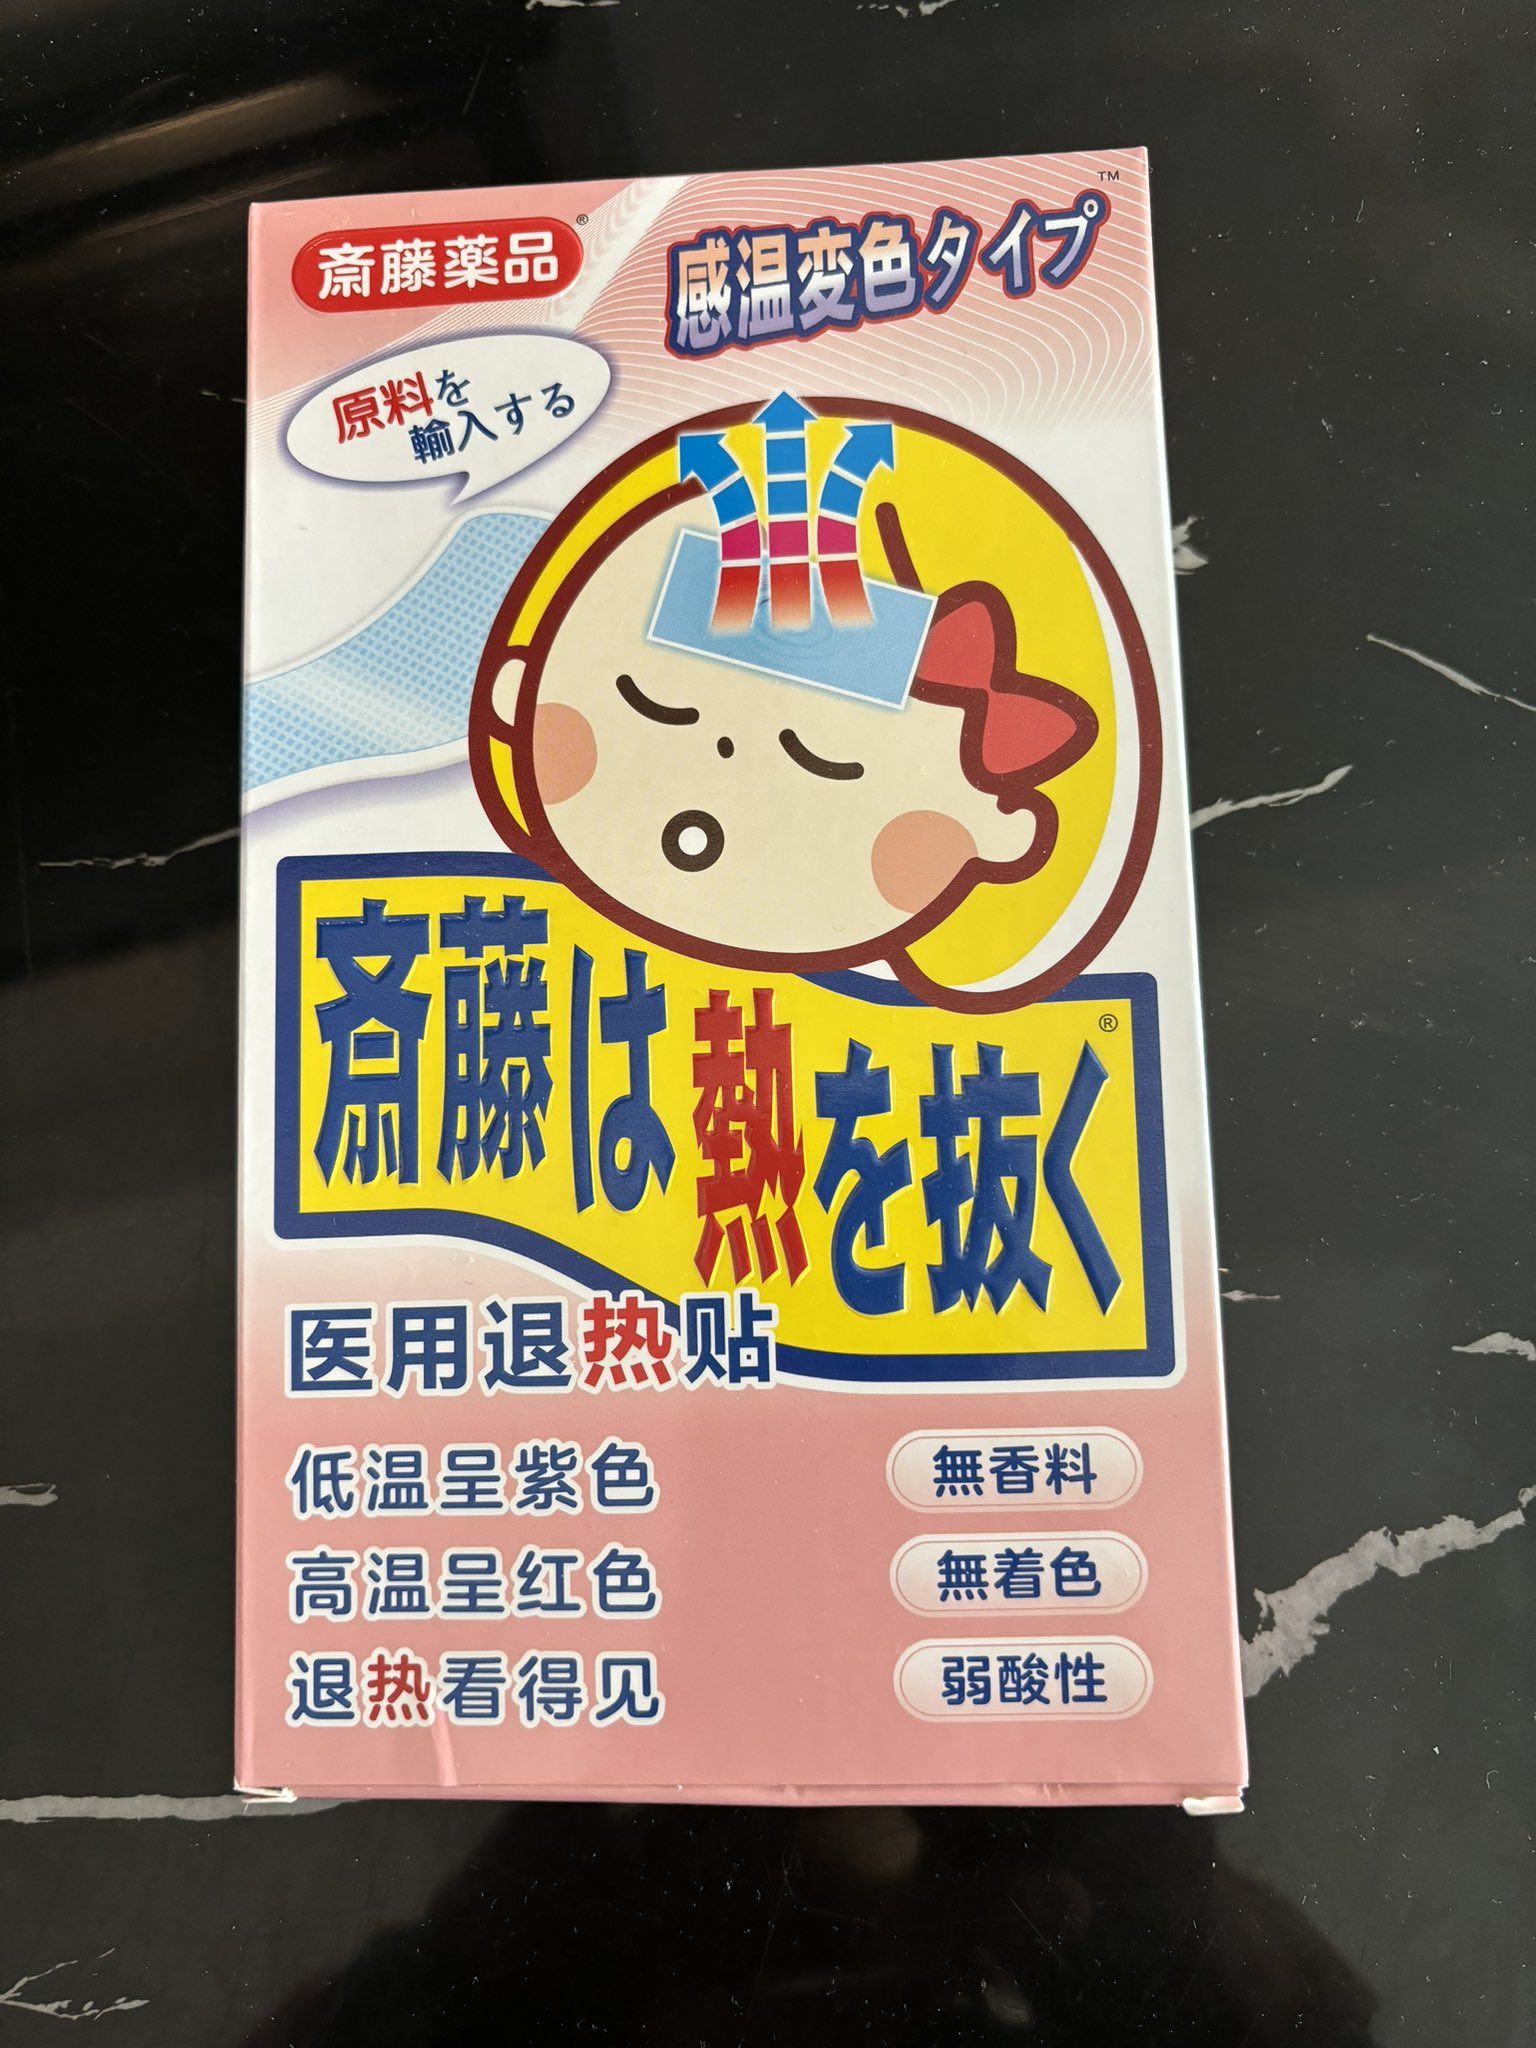 斎藤薬品®
感温変色タイプ™
原料を
輸入する
斎藤は熱を抜く®
医用退热贴
低温呈紫色
高温呈红色
退热看得见
無香料
無着色
弱酸性